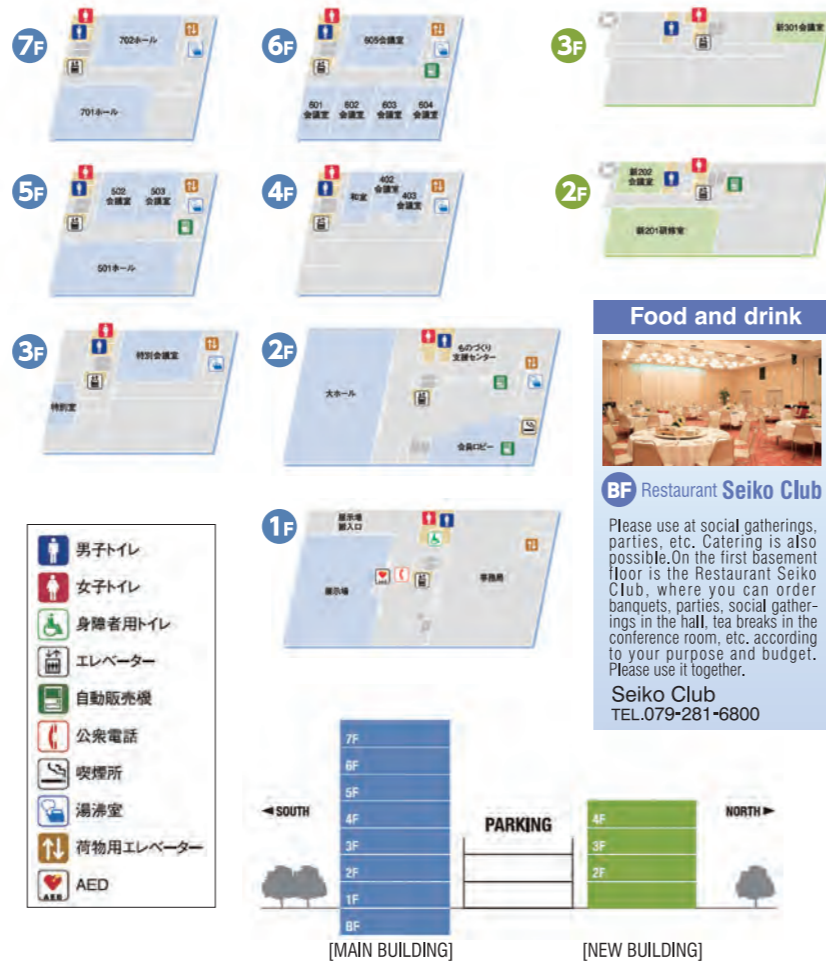 7F
702ホール
701ホール
6F
605会議室
601
会議室
602
会議室
603
会議室
604
会議室
3F
新301会議室
5F
502
会議室
503
会議室
501ホール
4F
和室
402
会議室
403
会議室
2F
新202
会議室
新201研修室
3F
特別会議室
特別室
2F
大ホール
ものづくり
支援センター
会員ロビー
1F
展示場
搬入口
展示場
事務局
男子トイレ
女子トイレ
身障者用トイレ
エレベーター
自動販売機
公衆電話
喫煙所
湯沸室
荷物用エレベーター
AED
AED
Food and drink
BF Restaurant Seiko Club
Please use at social gatherings,
parties, etc. Catering is also
possible.On the first basement
floor is the Restaurant Seiko
Club, where you can order
banquets, parties, social gather-
ings in the hall, tea breaks in the
conference room, etc. according
to your purpose and budget.
Please use it together.
Seiko Club
TEL.079-281-6800
7F
6F
5F
4F
3F
2F
1F
BF
SOUTH
PARKING
4F
3F
2F
NORTH
[MAIN BUILDING]
[NEW BUILDING]